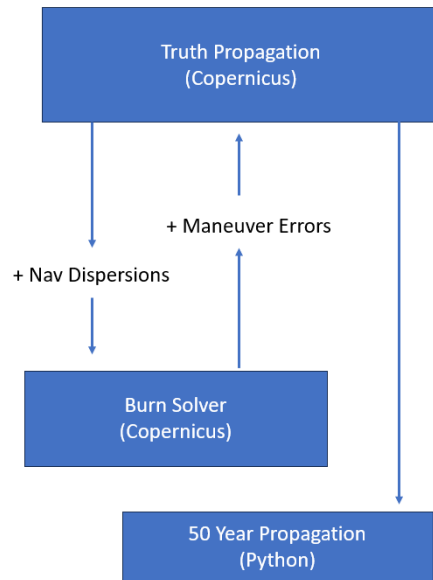 Truth Propagation
(Copernicus)
+ Maneuver Errors
+ Nav Dispersions
Burn Solver
(Copernicus)
50 Year Propagation
(Python)